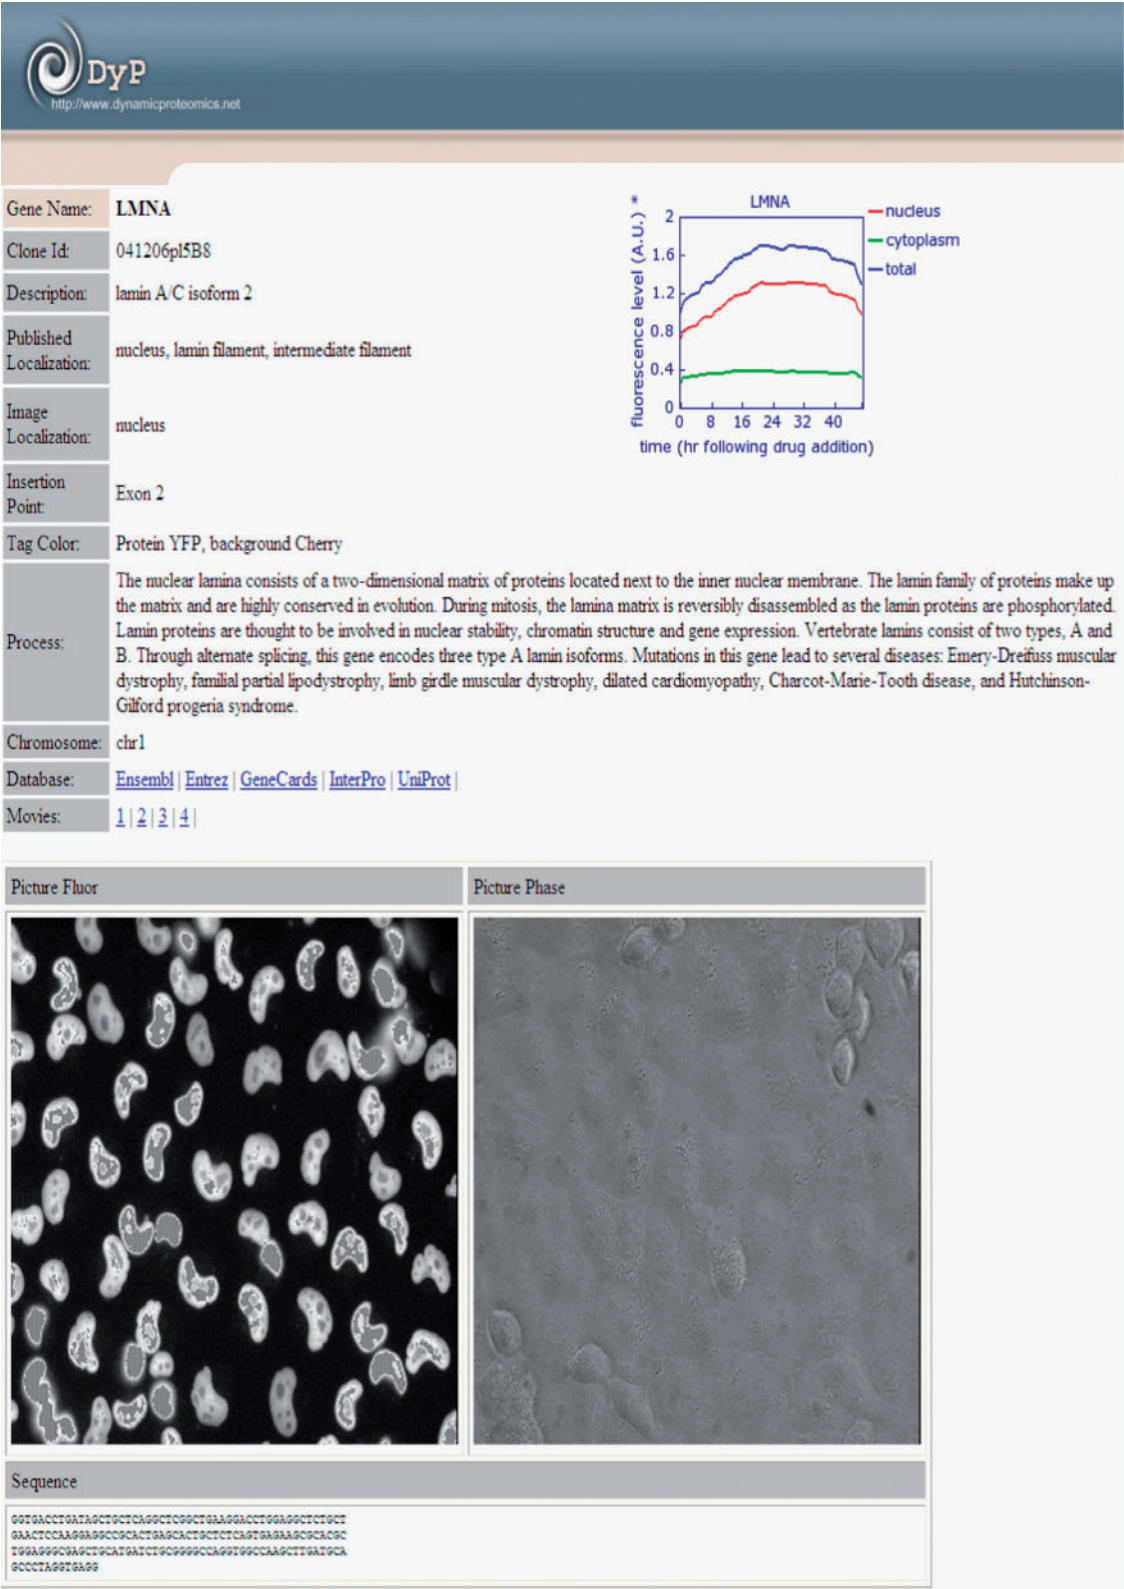 DyP
http://www.dynamicproteomics.net
Gene Name: LMNA
Clone Id: 041206pl5B8
Description: lamin A/C isoform 2
Published Localization: nucleus, lamin filament, intermediate filament
Image Localization: nucleus
Insertion Point: Exon 2
Tag Color: Protein YFP, background Cherry
LMNA
fluorescence level (A.U.) *
2
1.6
1.2
0.8
0.4
0
0 8 16 24 32 40
time (hr following drug addition)
nucleus
cytoplasm
total
Process:
The nuclear lamina consists of a two-dimensional matrix of proteins located next to the inner nuclear membrane. The lamin family of proteins make up
the matrix and are highly conserved in evolution. During mitosis, the lamina matrix is reversibly disassembled as the lamin proteins are phosphorylated.
Lamin proteins are thought to be involved in nuclear stability, chromatin structure and gene expression. Vertebrate lamins consist of two types, A and
B. Through alternate splicing, this gene encodes three type A lamin isoforms. Mutations in this gene lead to several diseases: Emery-Dreifuss muscular
dystrophy, familial partial lipodystrophy, limb girdle muscular dystrophy, dilated cardiomyopathy, Charcot-Marie-Tooth disease, and Hutchinson-
Gilford progeria syndrome.
Chromosome: chr1
Database: Ensembl | Entrez | GeneCards | InterPro | UniProt |
Movies: 1 | 2 | 3 | 4 |
Picture Fluor
Picture Phase
Sequence
GGTGACCTGATAGCTGCTCAGGCTCGGCTGAAGGACCTGGAGGCTCTGCT
GAACTCCAAGGAGGCCGCACTGAGCACTGCTCTCAGTGAGAAGCGCACGC
TGGAGGGCGAGCTGCATGATCTGCGGGGCCAGGTGGCCAAGCTTGATGCA
GCCCTAGGTGAGG